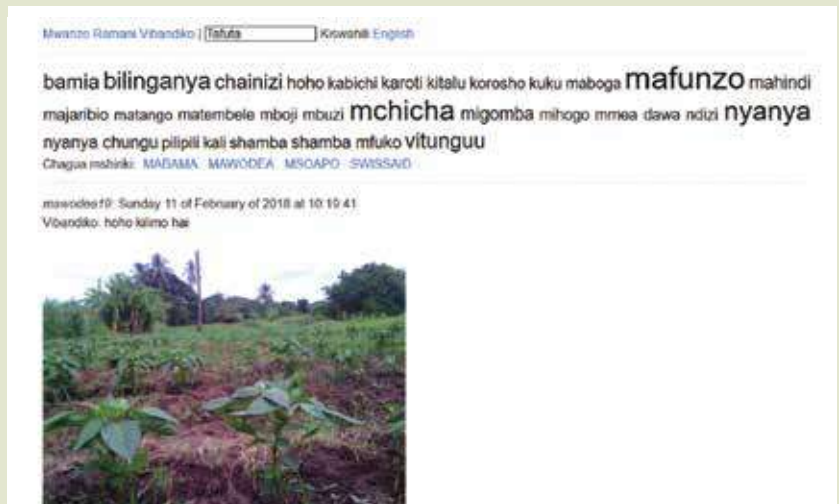 Mwanzo Ramani Vibandiko | Tafuta Kiswahili English
bamia bilinganya chainizi hoho kabichi karoti kitalu korosho kuku maboga mafunzo mahindi
majaribio matango matembele mboji mbuzi mchicha migomba mihogo mmea dawa ndizi nyanya
nyanya chungu pilipili kali shamba shamba mfuko vitunguu
Chagua mshiriki: MABAMA MAWODEA MSOAPO SWISSAID
mawodea19: Sunday 11 of February of 2018 at 10:19:41
Vibandiko: hoho kilimo hai